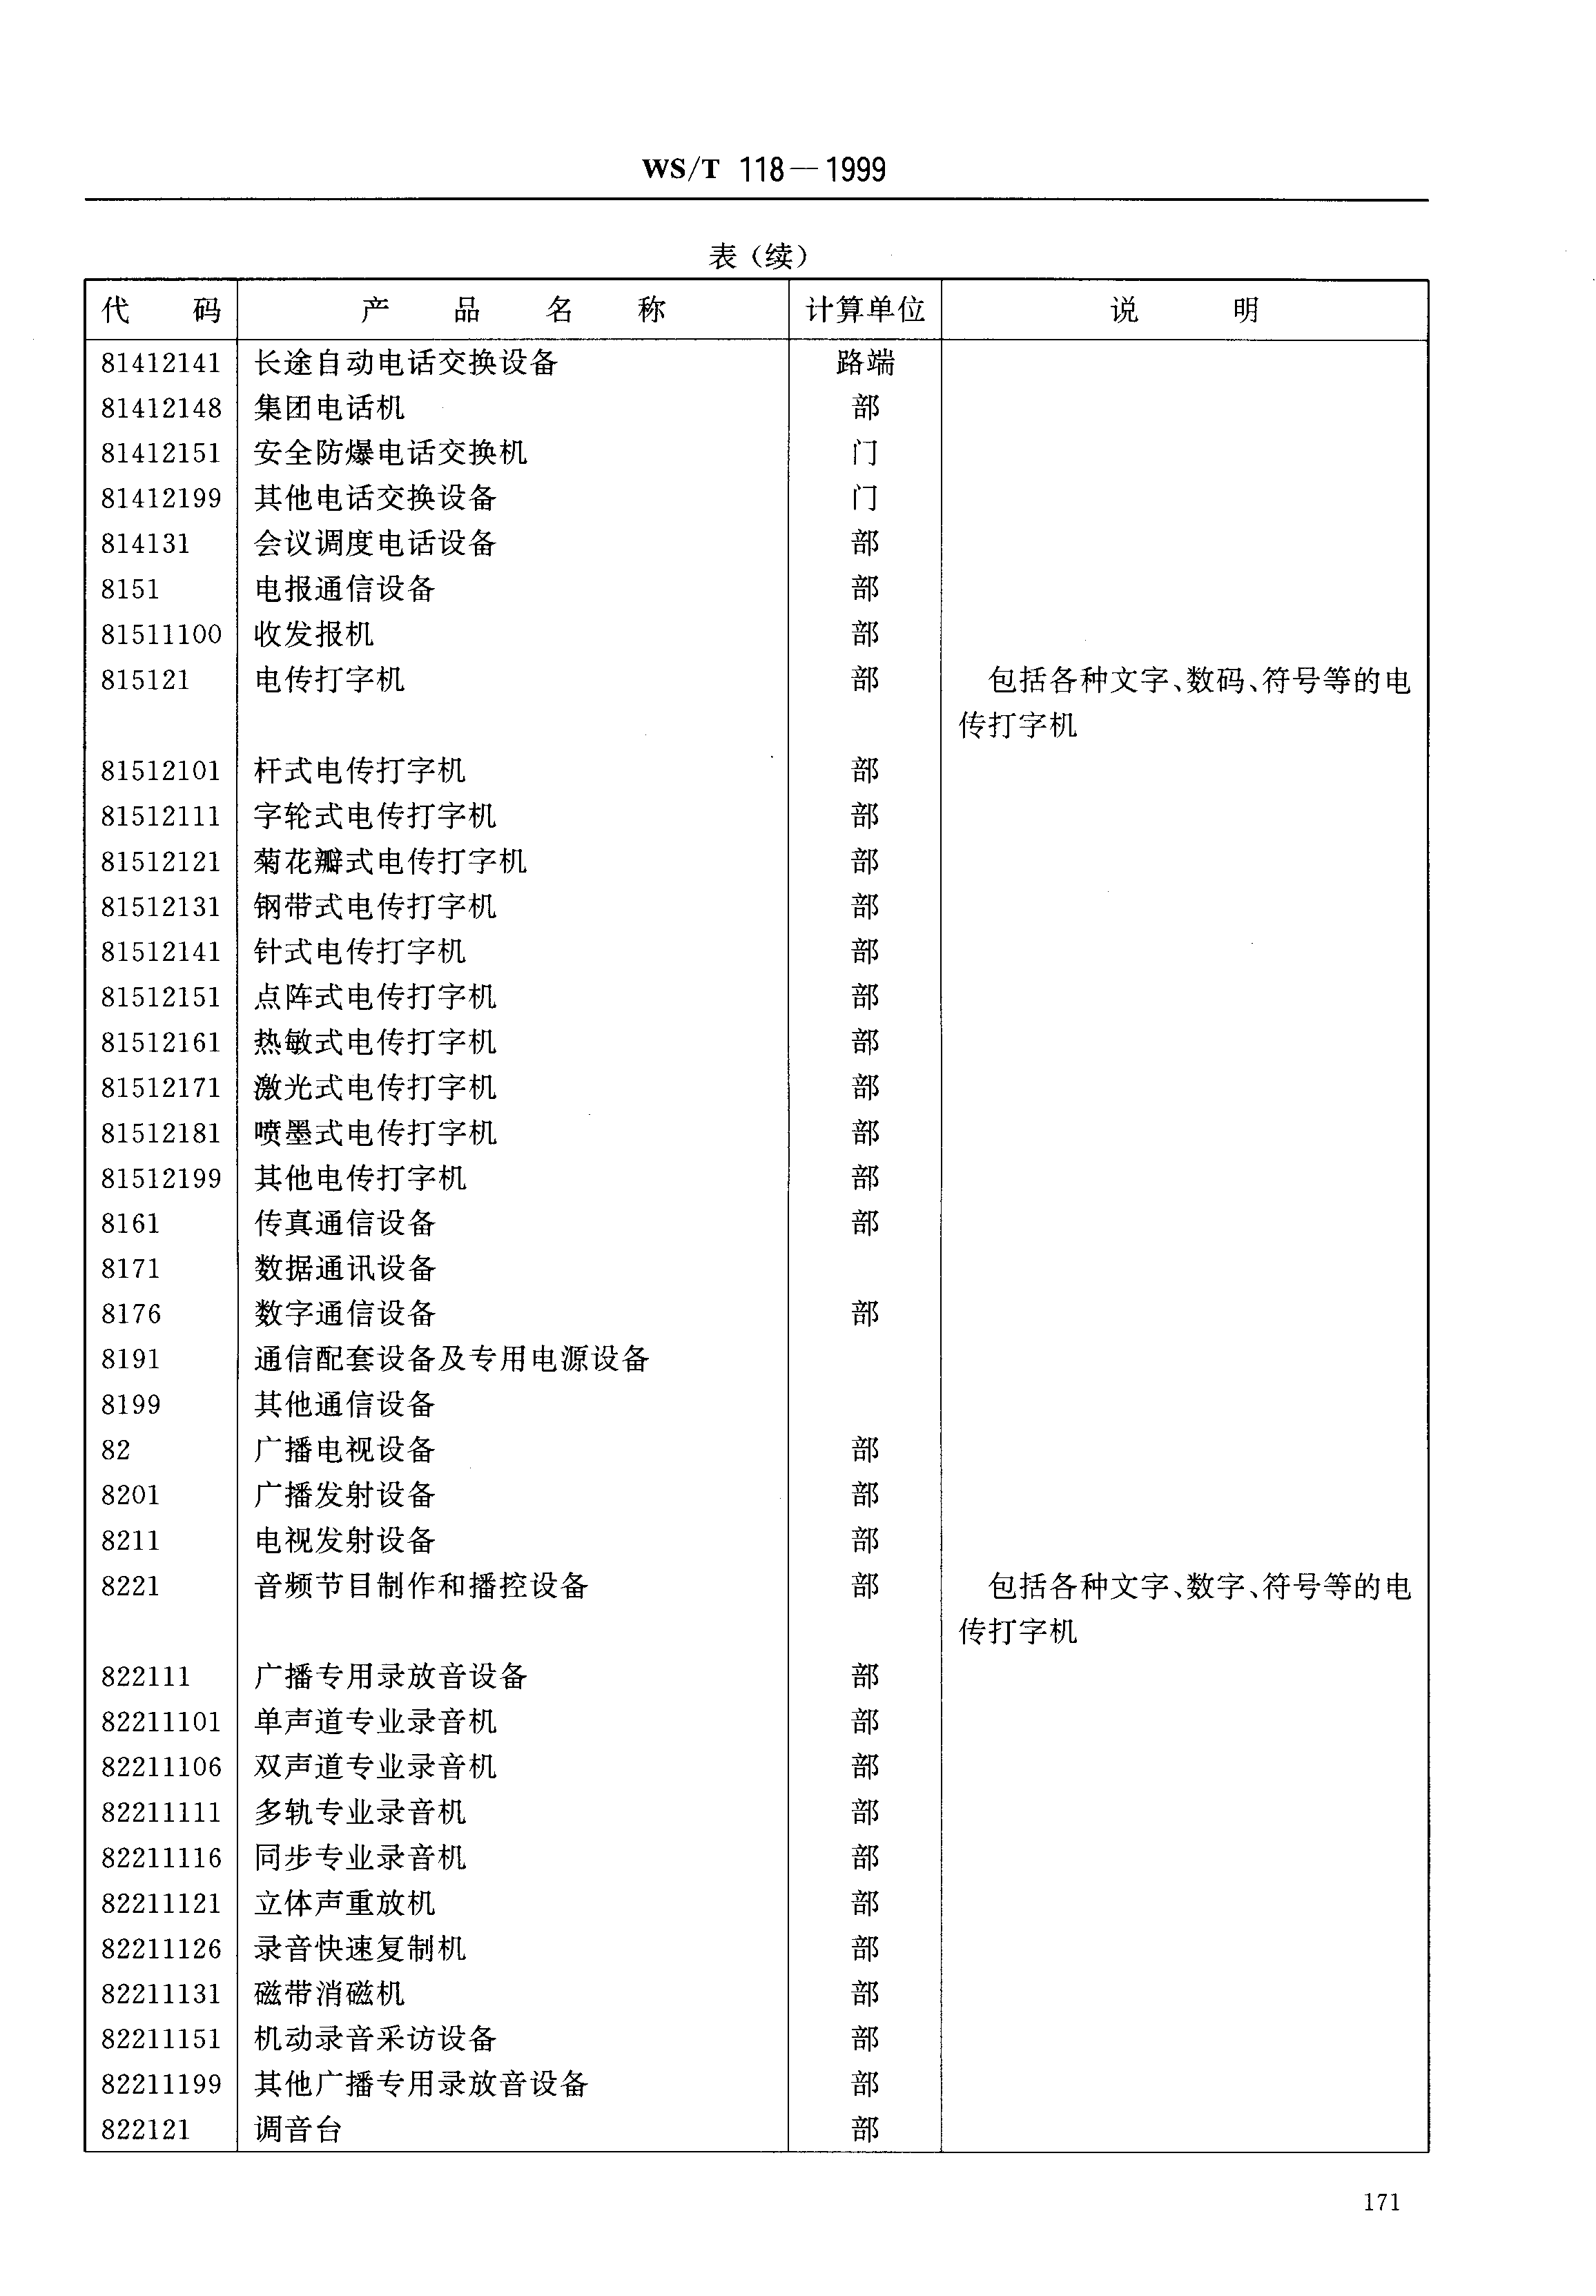 WS/T 118—1999
表（续）
代 码 产 品 名 称 计算单位 说 明
81412141 长途自动电话交换设备 路端
81412148 集团电话机 部
81412151 安全防爆电话交换机 门
81412199 其他电话交换设备 门
814131 会议调度电话设备 部
8151 电报通信设备 部
81511100 收发报机 部
815121 电传打字机 部 包括各种文字、数码、符号等的电
传打字机
81512101 杆式电传打字机 部
81512111 字轮式电传打字机 部
81512121 菊花瓣式电传打字机 部
81512131 钢带式电传打字机 部
81512141 针式电传打字机 部
81512151 点阵式电传打字机 部
81512161 热敏式电传打字机 部
81512171 激光式电传打字机 部
81512181 喷墨式电传打字机 部
81512199 其他电传打字机 部
8161 传真通信设备 部
8171 数据通讯设备
8176 数字通信设备 部
8191 通信配套设备及专用电源设备
8199 其他通信设备
82 广播电视设备 部
8201 广播发射设备 部
8211 电视发射设备 部
8221 音频节目制作和播控设备 部 包括各种文字、数字、符号等的电
传打字机
822111 广播专用录放音设备 部
82211101 单声道专业录音机 部
82211106 双声道专业录音机 部
82211111 多轨专业录音机 部
82211116 同步专业录音机 部
82211121 立体声重放机 部
82211126 录音快速复制机 部
82211131 磁带消磁机 部
82211151 机动录音采访设备 部
82211199 其他广播专用录放音设备 部
822121 调音台 部
171